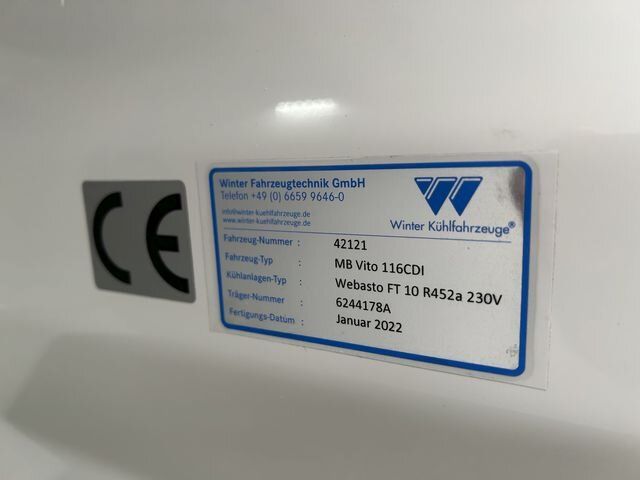 CE
Winter Fahrzeugtechnik GmbH
Telefon +49 (0) 6659 9646-0
info@winter-kuehlfahrzeuge.de
www.winter-kuehlfahrzeuge.de
W
Winter Kühlfahrzeuge®
Fahrzeug-Nummer : 42121
Fahrzeug-Typ : MB Vito 116CDI
Kühlanlagen-Typ : Webasto FT 10 R452a 230V
Träger-Nummer : 6244178A
Fertigungs-Datum : Januar 2022